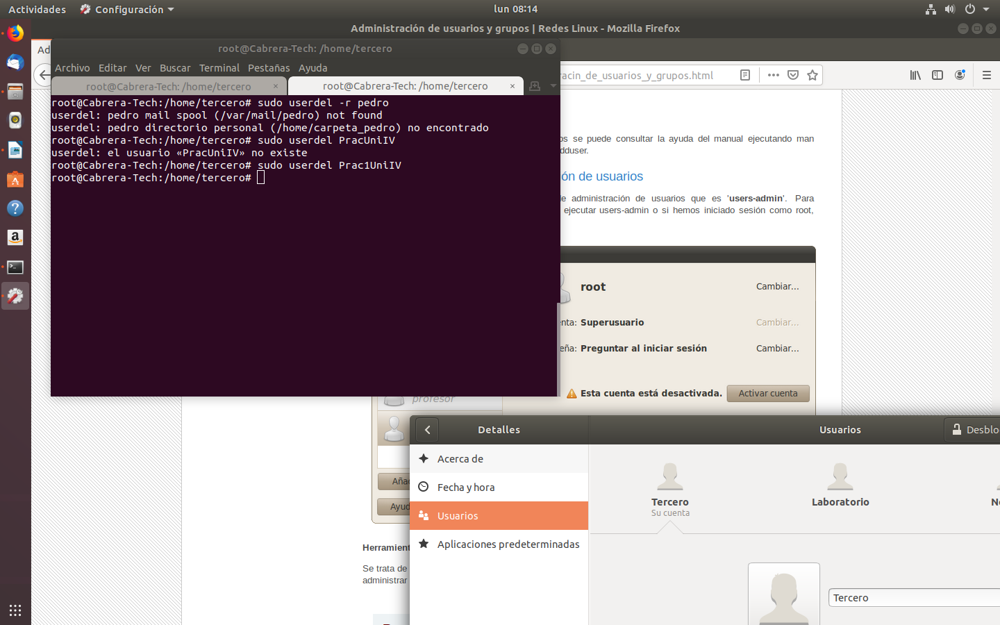 Actividades
Configuración
lun 08:14
Administración de usuarios y grupos | Redes Linux - Mozilla Firefox
Ad
racin_de_usuarios_y_grupos.html
root@Cabrera-Tech: /home/tercero
Archivo Editar Ver Buscar Terminal Pestañas Ayuda
root@Cabrera-Tech: /home/tercero
root@Cabrera-Tech: /home/tercero
root@Cabrera-Tech:/home/tercero# sudo userdel -r pedro
userdel: pedro mail spool (/var/mail/pedro) not found
userdel: pedro directorio personal (/home/carpeta_pedro) no encontrado
root@Cabrera-Tech:/home/tercero# sudo userdel PracUniIV
userdel: el usuario «PracUniIV» no existe
root@Cabrera-Tech:/home/tercero# sudo userdel Prac1UniIV
root@Cabrera-Tech:/home/tercero#
os se puede consultar la ayuda del manual ejecutando man
dduser.
ón de usuarios
de administración de usuarios que es 'users-admin'. Para
ejecutar users-admin o si hemos iniciado sesión como root,
root Cambiar...
nta: Superusuario Cambiar...
eña: Preguntar al iniciar sesión Cambiar...
Esta cuenta está desactivada. Activar cuenta
profesor
Aña
Ayud
Herramient
Se trata de
administrar
Detalles
Usuarios
Desblo
Acerca de
Fecha y hora
Usuarios
Aplicaciones predeterminadas
Tercero
Su cuenta
Laboratorio
Tercero